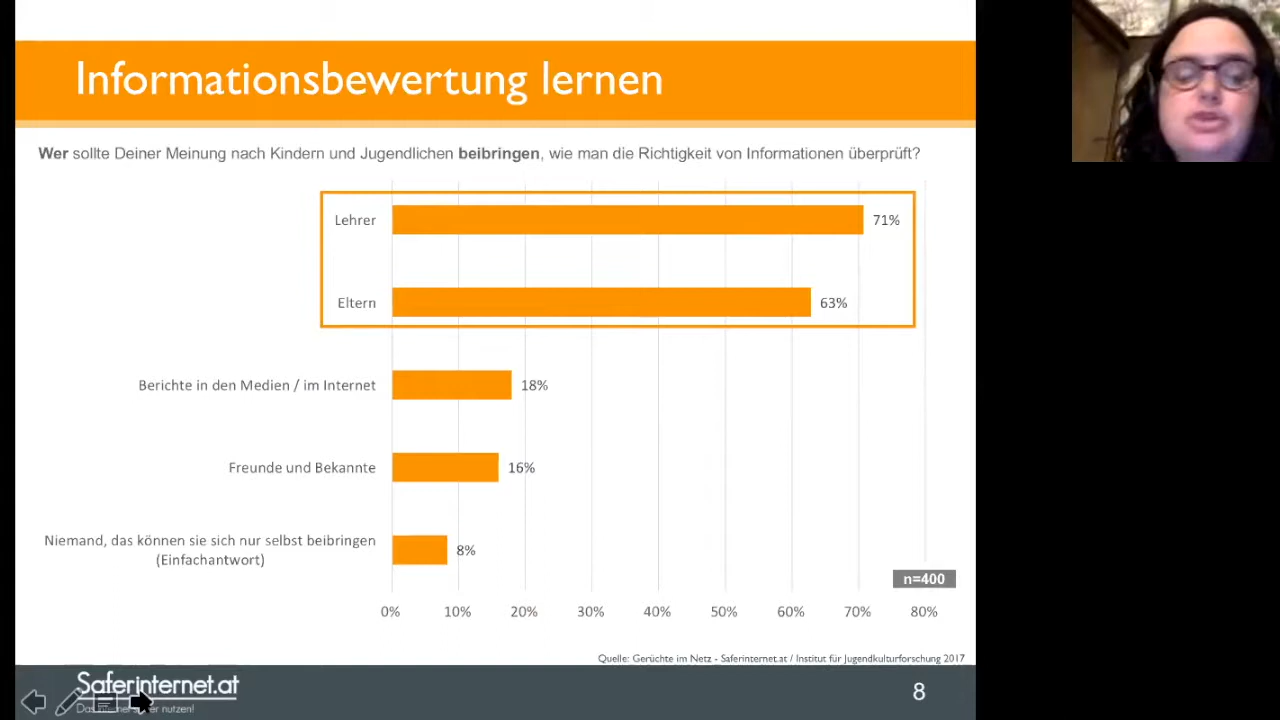 Informationsbewertung lernen
Wer sollte Deiner Meinung nach Kindern und Jugendlichen beibringen, wie man die Richtigkeit von Informationen überprüft?
Lehrer 71%
Eltern 63%
Berichte in den Medien / im Internet 18%
Freunde und Bekannte 16%
Niemand, das können sie sich nur selbst beibringen
(Einfachantwort) 8%
n=400
0% 10% 20% 30% 40% 50% 60% 70% 80%
Quelle: Gerüchte im Netz - Saferinternet.at / Institut für Jugendkulturforschung 2017
Saferinternet.at
nutzen!
8